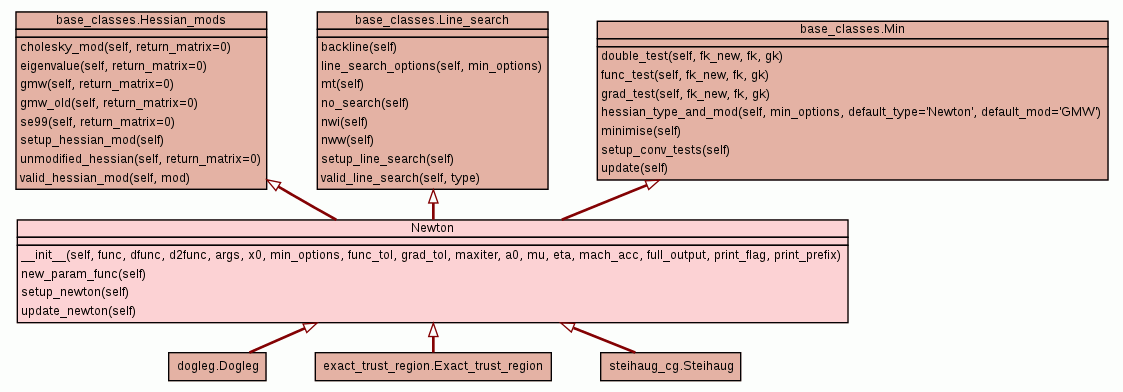 base_classes.Hessian_mods
cholesky_mod(self, return_matrix=0)
eigenvalue(self, return_matrix=0)
gmw(self, return_matrix=0)
gmw_old(self, return_matrix=0)
se99(self, return_matrix=0)
setup_hessian_mod(self)
unmodified_hessian(self, return_matrix=0)
valid_hessian_mod(self, mod)
base_classes.Line_search
backline(self)
line_search_options(self, min_options)
mt(self)
no_search(self)
nwi(self)
nww(self)
setup_line_search(self)
valid_line_search(self, type)
base_classes.Min
double_test(self, fk_new, fk, gk)
func_test(self, fk_new, fk, gk)
grad_test(self, fk_new, fk, gk)
hessian_type_and_mod(self, min_options, default_type='Newton', default_mod='GMW')
minimise(self)
setup_conv_tests(self)
update(self)
Newton
__init__(self, func, dfunc, d2func, args, x0, min_options, func_tol, grad_tol, maxiter, a0, mu, eta, mach_acc, full_output, print_flag, print_prefix)
new_param_func(self)
setup_newton(self)
update_newton(self)
dogleg.Dogleg
exact_trust_region.Exact_trust_region
steihaug_cg.Steihaug